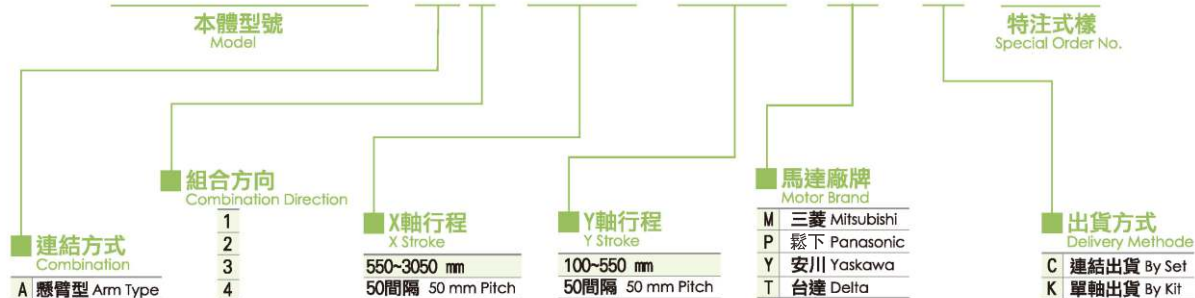 本體型號
Model
特注式樣
Special Order No.
組合方向
Combination Direction
1
2
3
4
馬達廠牌
Motor Brand
M 三菱 Mitsubishi
P 鬆下 Panasonic
Y 安川 Yaskawa
T 台達 Delta
連結方式
Combination
A 懸臂型 Arm Type
X軸行程
X Stroke
550~3050 mm
50間隔 50 mm Pitch
Y軸行程
Y Stroke
100~550 mm
50間隔 50 mm Pitch
出貨方式
Delivery Methode
C 連結出貨 By Set
K 單軸出貨 By Kit